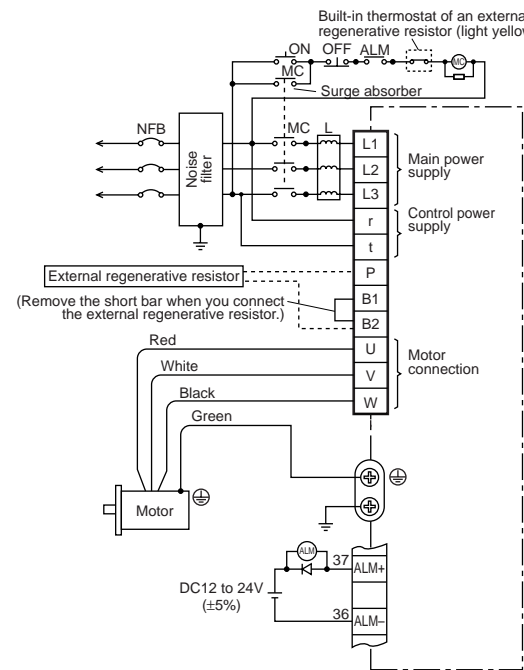 Built-in thermostat of an external
regenerative resistor (light yellow
ON OFF ALM
MC
MC
Surge absorber
NFB
Noise
filter
MC L
L1
L2
L3
Main power
supply
r
t
Control power
supply
External regenerative resistor
P
B1
B2
(Remove the short bar when you connect
the external regenerative resistor.)
Red
White
Black
Green
U
V
W
Motor
connection
Motor
ALM
DC12 to 24V
(±5%)
37 ALM+
36 ALM–